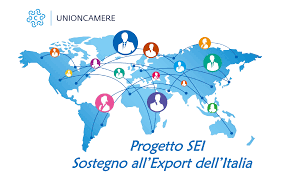 UNIONCAMERE
Progetto SEI
Sostegno all'Export dell'Italia